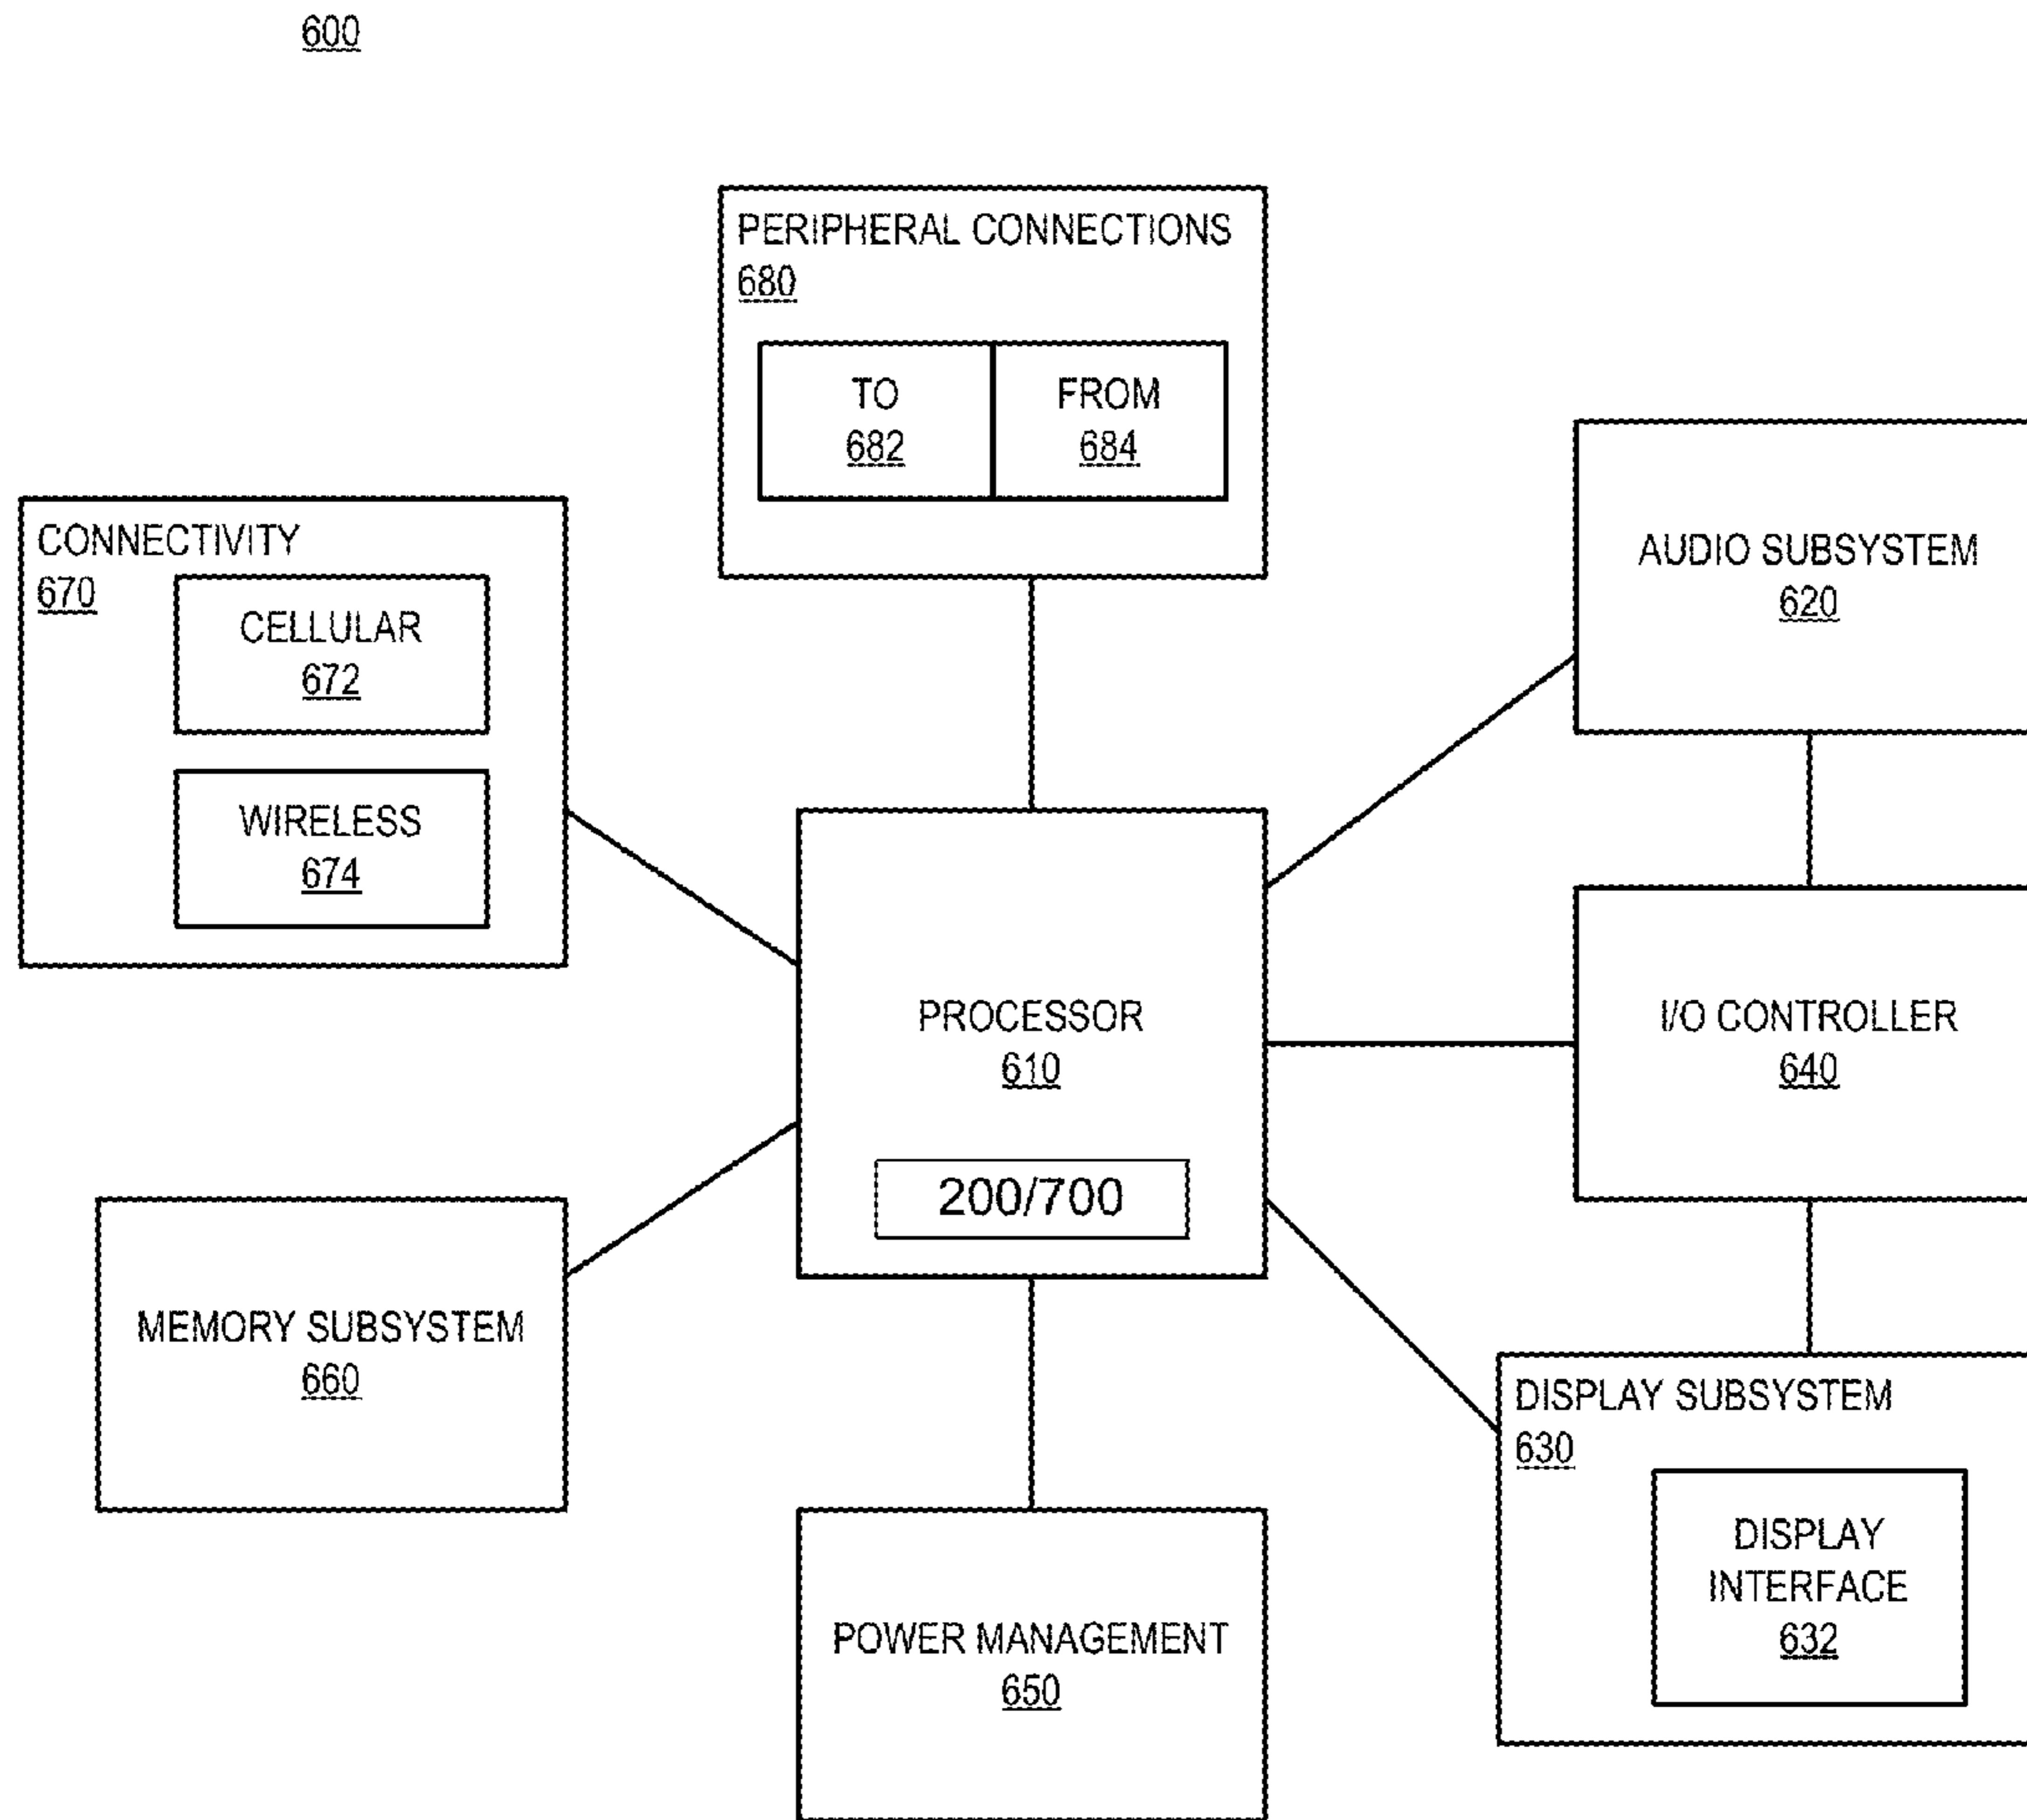 600
PERIPHERAL CONNECTIONS
680
TO
682
FROM
684
CONNECTIVITY
670
CELLULAR
672
WIRELESS
674
AUDIO SUBSYSTEM
620
PROCESSOR
610
200/700
I/O CONTROLLER
640
MEMORY SUBSYSTEM
660
DISPLAY SUBSYSTEM
630
DISPLAY
INTERFACE
632
POWER MANAGEMENT
650